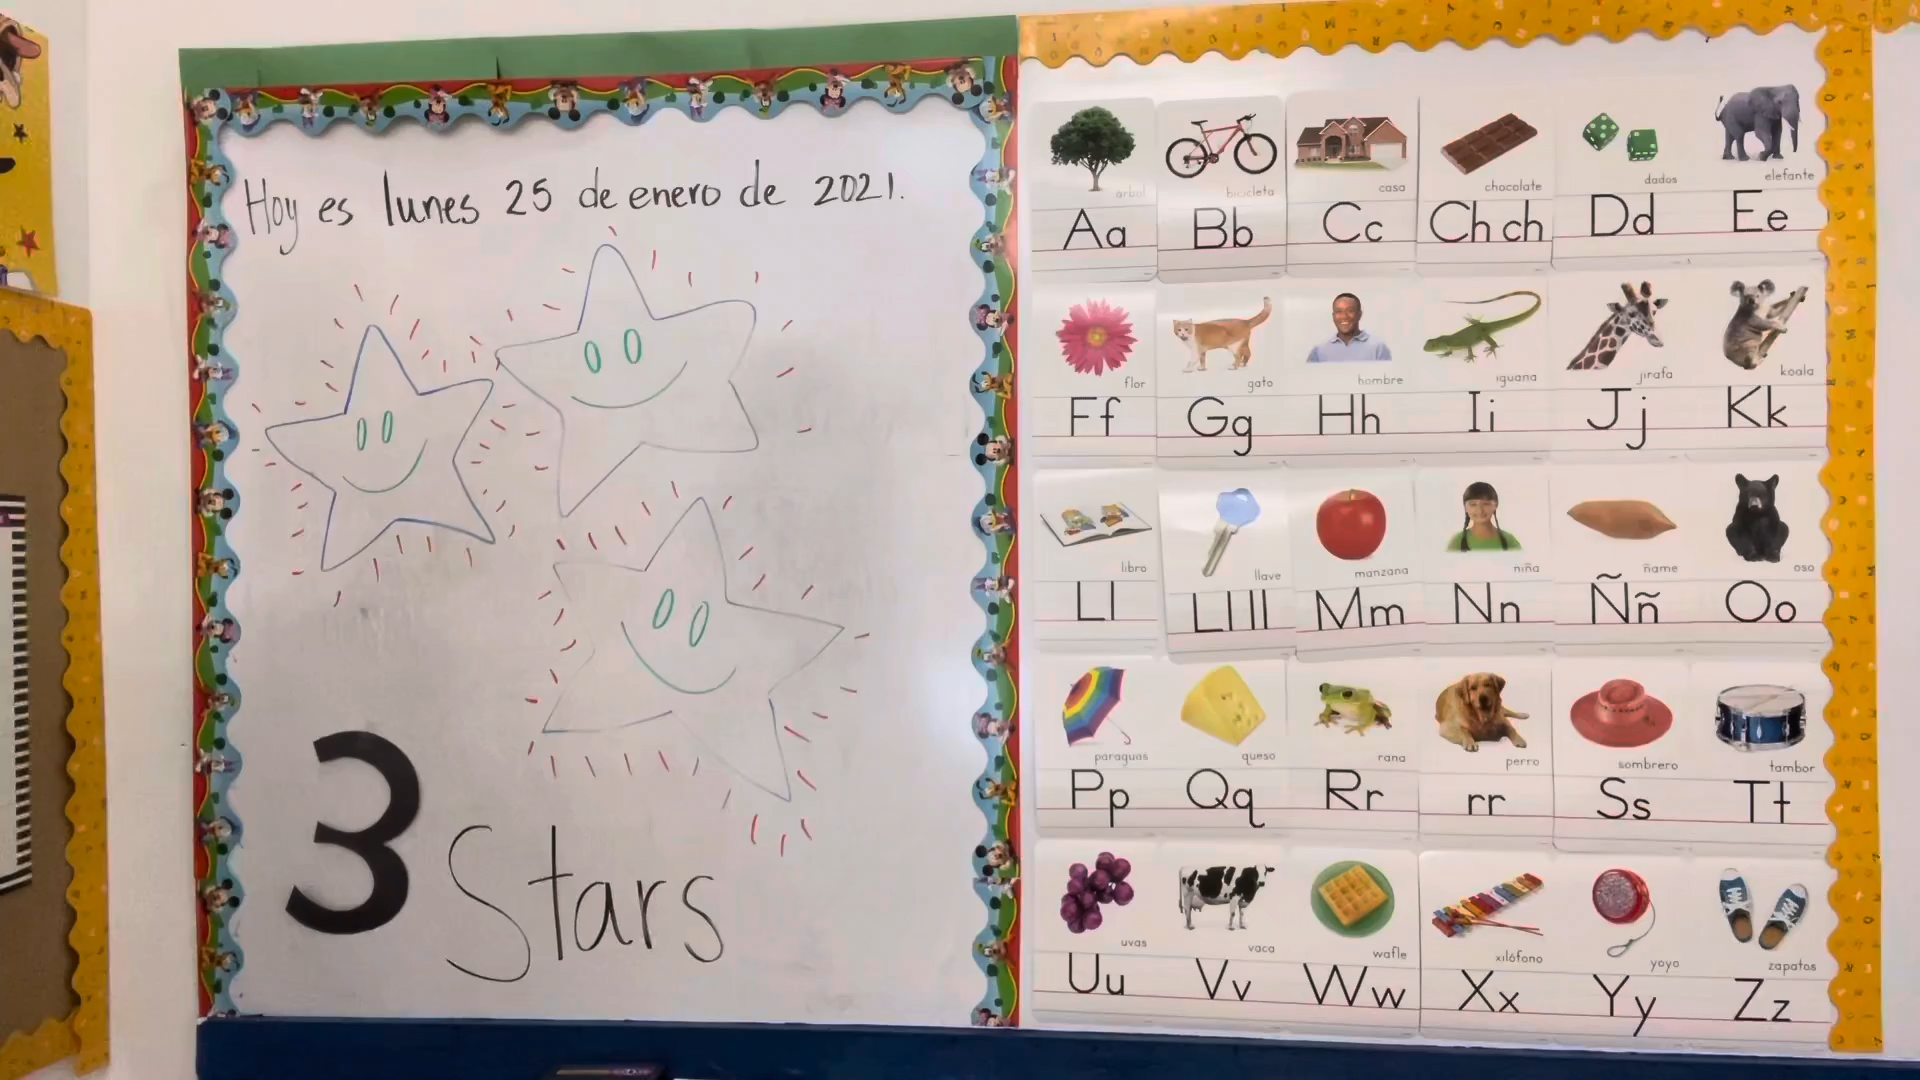 Hoy es lunes 25 de enero de 2021.
3 Stars
arbol bicicleta casa chocolate dados elefante
Aa Bb Cc Ch ch Dd Ee
flor gato hombre iguana jirafa koala
Ff Gg Hh Ii Jj Kk
libro llave manzana niña ñame oso
Ll Ll ll Mm Nn Ññ Oo
paraguas queso rana perro sombrero tambor
Pp Qq Rr rr Ss Tt
uvas vaca wafle xilófono yoyo zapatos
Uu Vv Ww Xx Yy Zz